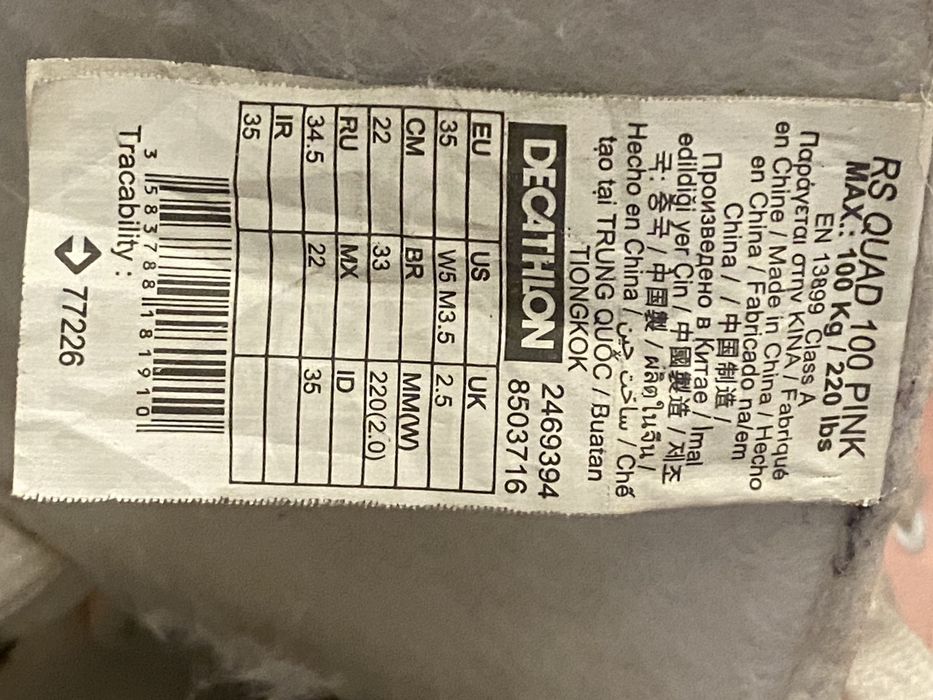 RS QUAD 100 PINK
MAX.: 100 Kg / 220 lbs
EN 13899 Class A
Παράγεται στην ΚΙΝΑ / Fabriqué
en Chine / Made in China / Hecho
en China / Fabricado na/em
China / / 中国制造 /
Произведено в Китае / Imal
edildiği yer Çin / 中國製造 / 제조
국: 중국 / 中国製 / ผลิตในจีน /
Hecho en China / ساخت چین / Chế
tạo tại TRUNG QUỐC / Buatan
TIONGKOK
DECATHLON
2469394
8503716
EU US UK
35 W5 M3.5 2.5
CM BR MM(W)
22 33 220(2.0)
RU MX ID
34.5 22 35
IR
35
3 583788 181910
Tracability :
77226